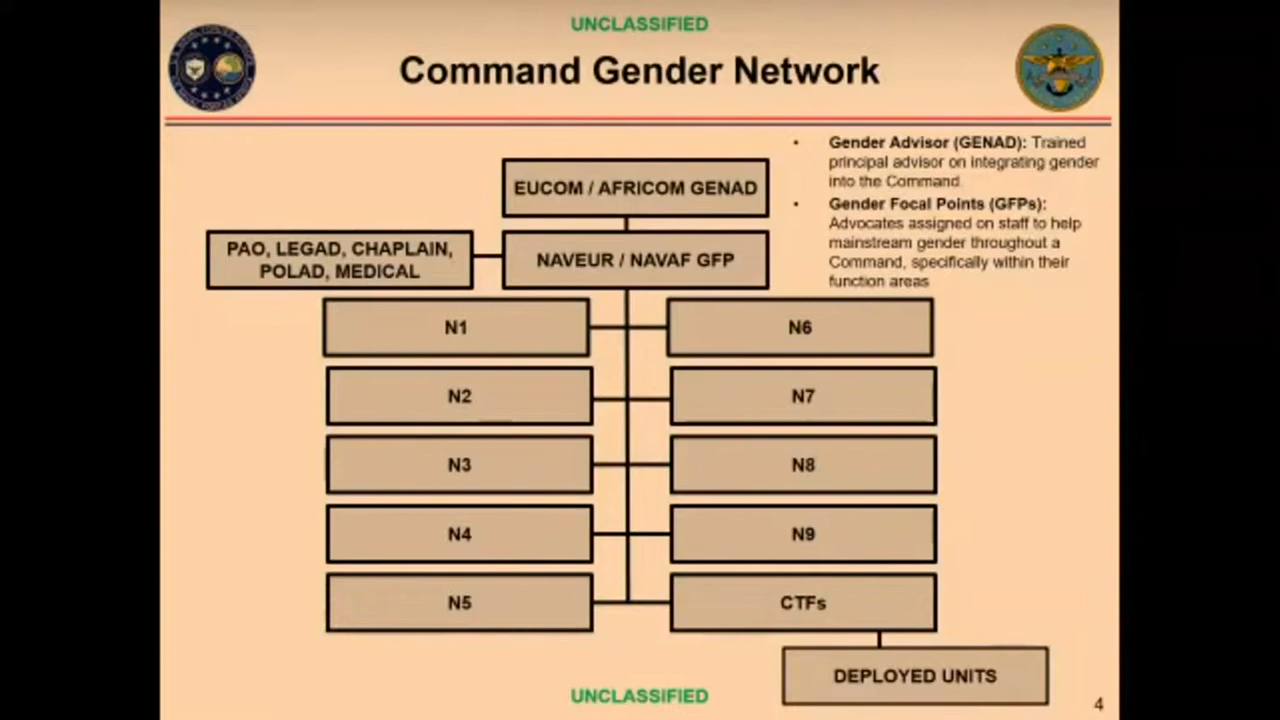 UNCLASSIFIED
Command Gender Network
• Gender Advisor (GENAD): Trained
principal advisor on integrating gender
into the Command.
• Gender Focal Points (GFPs):
Advocates assigned on staff to help
mainstream gender throughout a
Command, specifically within their
function areas
EUCOM / AFRICOM GENAD
PAO, LEGAD, CHAPLAIN,
POLAD, MEDICAL
NAVEUR / NAVAF GFP
N1
N6
N2
N7
N3
N8
N4
N9
N5
CTFs
DEPLOYED UNITS
UNCLASSIFIED
4